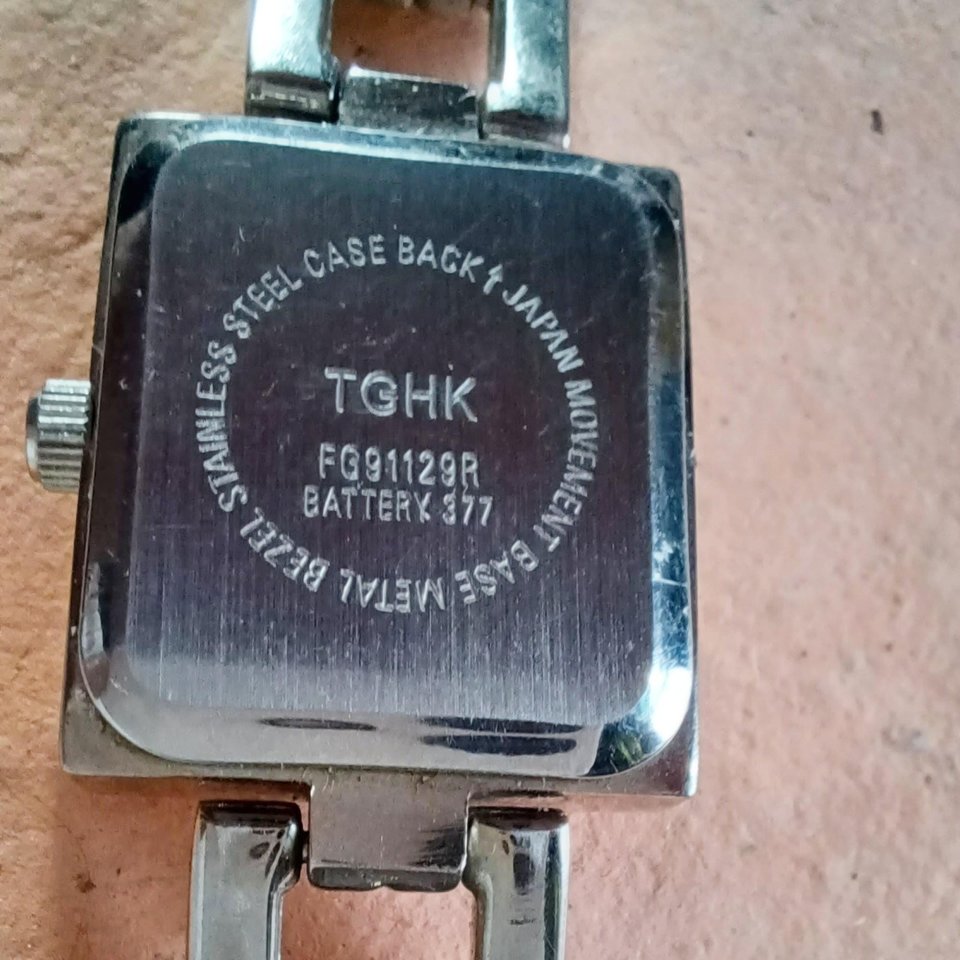 STAINLESS STEEL CASE BACK↑JAPAN MOVEMENT BASE METAL BEZEL
TGHK
FG91129R
BATTERY 377